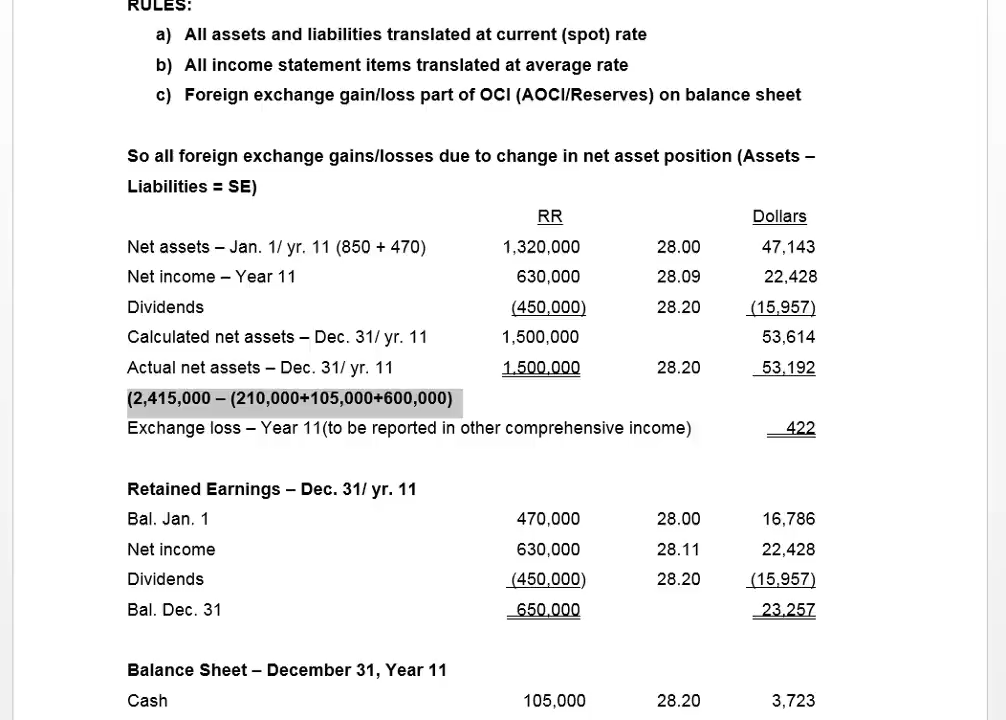 RULES:
a) All assets and liabilities translated at current (spot) rate
b) All income statement items translated at average rate
c) Foreign exchange gain/loss part of OCI (AOCI/Reserves) on balance sheet
So all foreign exchange gains/losses due to change in net asset position (Assets –
Liabilities = SE)
RR Dollars
Net assets – Jan. 1/ yr. 11 (850 + 470) 1,320,000 28.00 47,143
Net income – Year 11 630,000 28.09 22,428
Dividends (450,000) 28.20 (15,957)
Calculated net assets – Dec. 31/ yr. 11 1,500,000 53,614
Actual net assets – Dec. 31/ yr. 11 1,500,000 28.20 53,192
(2,415,000 – (210,000+105,000+600,000)
Exchange loss – Year 11(to be reported in other comprehensive income) 422
Retained Earnings – Dec. 31/ yr. 11
Bal. Jan. 1 470,000 28.00 16,786
Net income 630,000 28.11 22,428
Dividends (450,000) 28.20 (15,957)
Bal. Dec. 31 650,000 23,257
Balance Sheet – December 31, Year 11
Cash 105,000 28.20 3,723